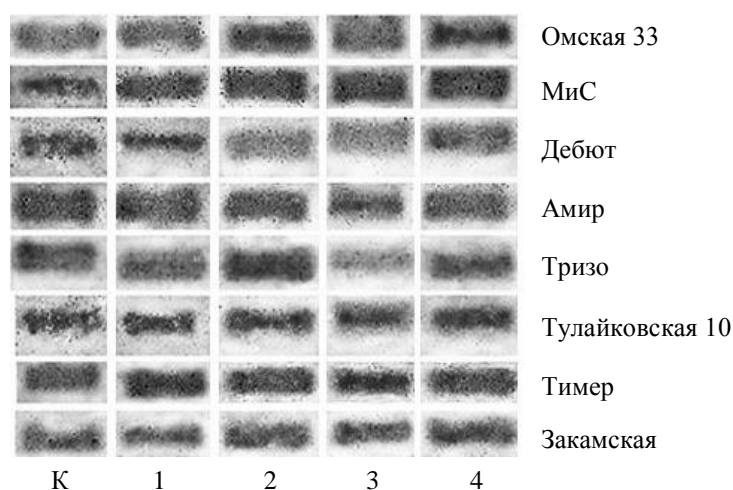 Омская 33
МиС
Дебют
Амир
Тризо
Тулайковская 10
Тимер
Закамская
К 1 2 3 4